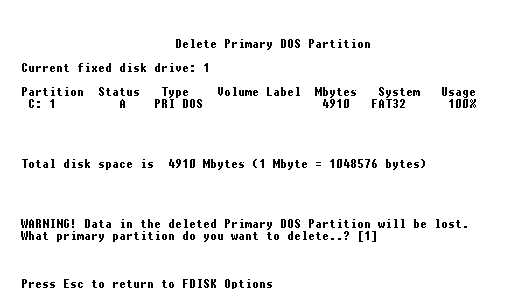 Delete Primary DOS Partition
Current fixed disk drive: 1
Partition  Status   Type    Volume Label  Mbytes   System   Usage
C: 1         A    PRI DOS                 4910   FAT32      100%
Total disk space is  4910 Mbytes (1 Mbyte = 1048576 bytes)
WARNING! Data in the deleted Primary DOS Partition will be lost.
What primary partition do you want to delete..? [1]
Press Esc to return to FDISK Options